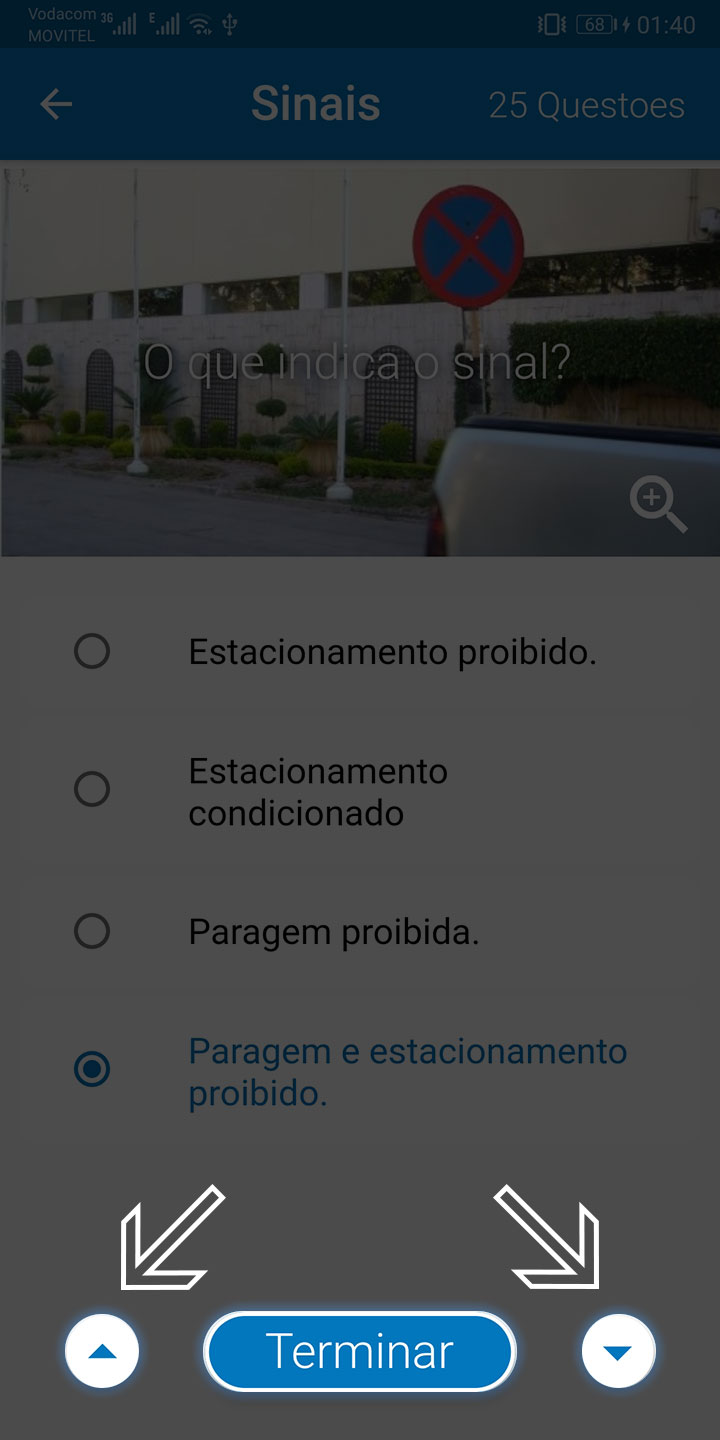 Vodacom 3G E 68 01:40
MOVITEL
Sinais 25 Questoes
O que indica o sinal?
Estacionamento proibido.
Estacionamento
condicionado
Paragem proibida.
Paragem e estacionamento
proibido.
Terminar